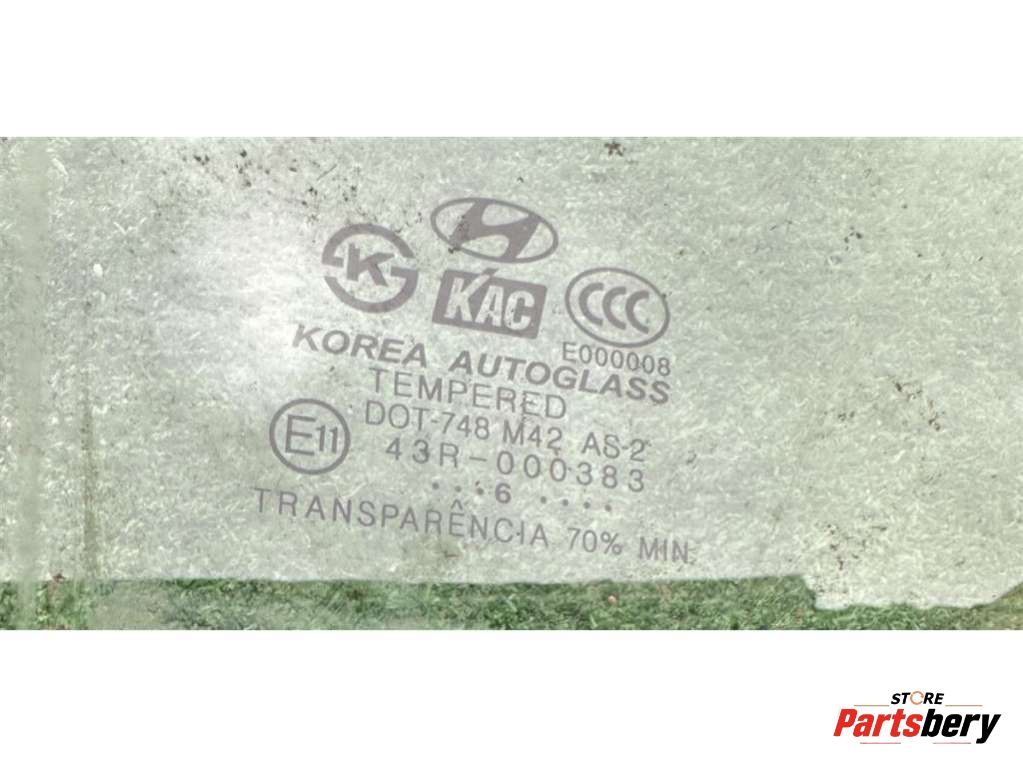 K
KAC
CCC
E000008
KOREA AUTOGLASS
TEMPERED
DOT-748 M42 AS-2
E11
43R-000383
...6 ....
TRANSPARÊNCIA 70% MIN
STORE
Partsbery